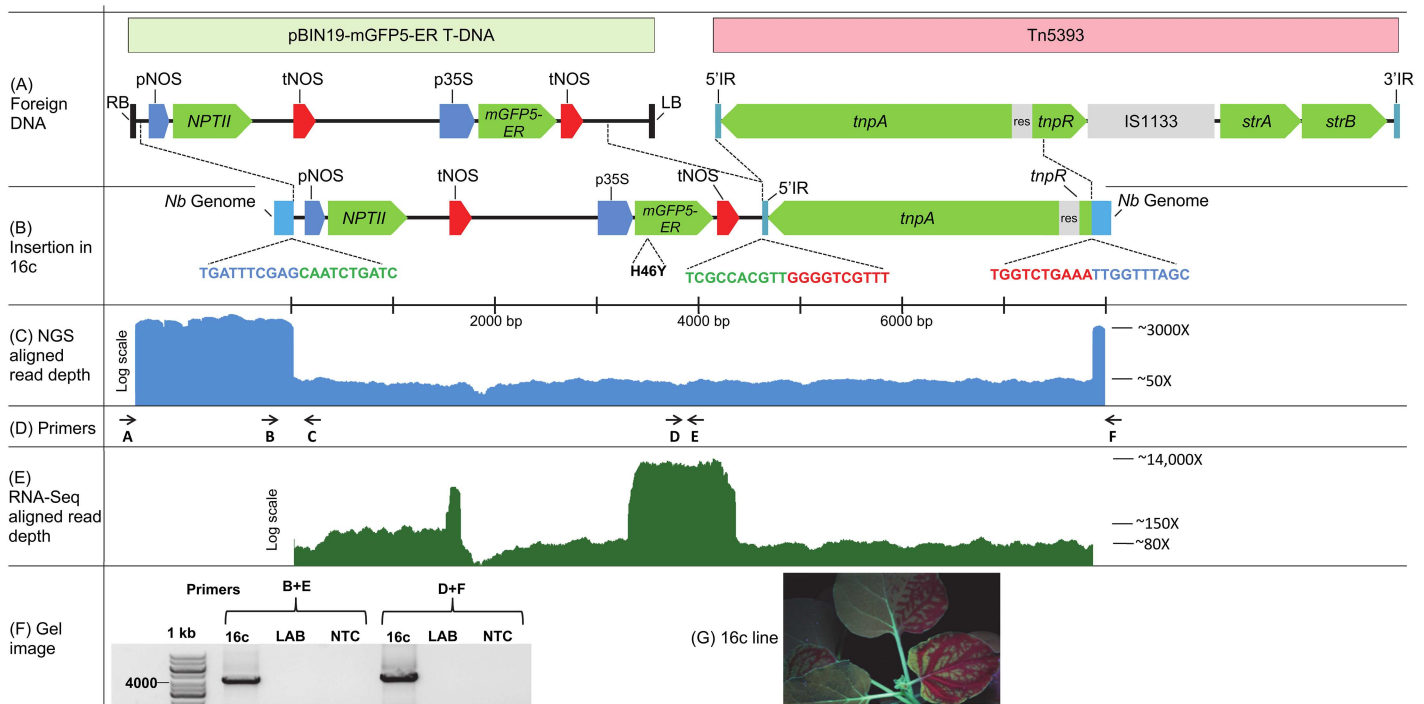 pBIN19-mGFP5-ER T-DNA
Tn5393
(A)
Foreign
DNA
RB
pNOS
NPTII
tNOS
p35S
mGFP5-
ER
tNOS
LB
5'IR
tnpA
res
tnpR
IS1133
strA
strB
3'IR
(B)
Insertion in
16c
Nb Genome
pNOS
NPTII
tNOS
p35S
mGFP5-
ER
tNOS
5'IR
tnpA
tnpR
res
Nb Genome
TGATTTCGAGCAATCTGATC
H46Y
TCGCCACGTTGGGGTCGTTT
TGGTCTGAAATTGGTTTAGC
2000 bp
4000 bp
6000 bp
(C) NGS
aligned
read depth
Log scale
~3000X
~50X
(D) Primers
A
B
C
D
E
F
(E)
RNA-Seq
aligned read
depth
Log scale
~14,000X
~150X
~80X
(F) Gel
image
Primers
B+E
D+F
1 kb
16c
LAB
NTC
16c
LAB
NTC
4000
(G) 16c line